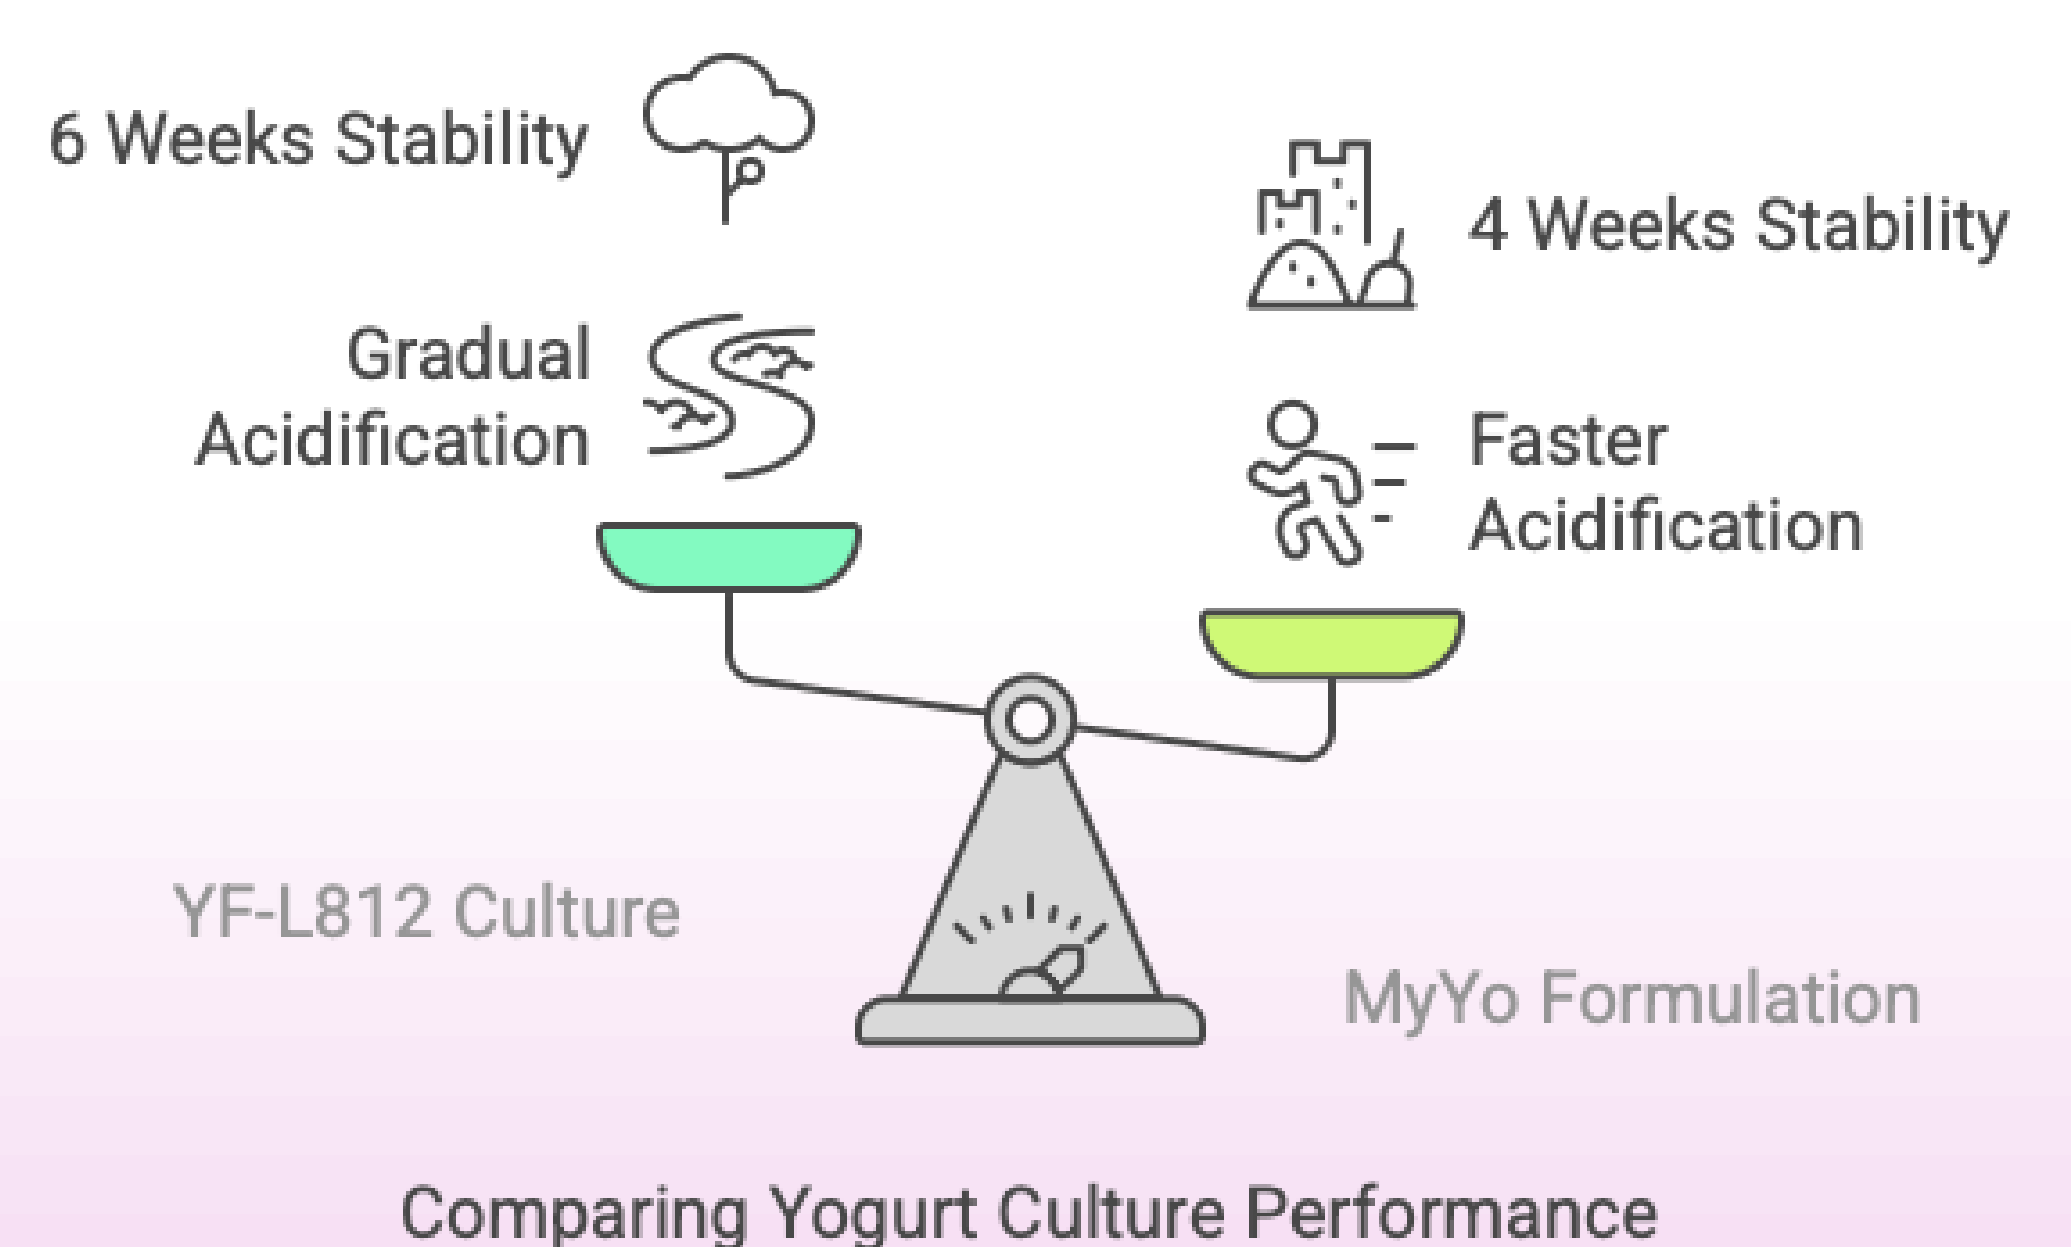 6 Weeks Stability
Gradual
Acidification
4 Weeks Stability
Faster
Acidification
YF-L812 Culture
MyYo Formulation
Comparing Yogurt Culture Performance